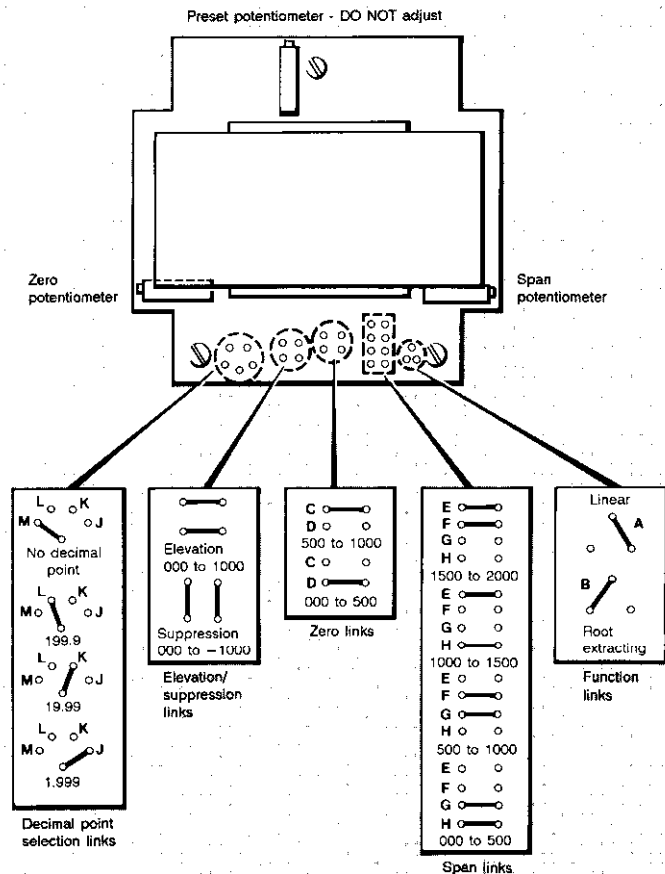 Preset potentiometer - DO NOT adjust
Zero
potentiometer
Span
potentiometer
L K
M J
No decimal
point
L K
M J
199.9
L K
M J
19.99
L K
M J
1.999
Decimal point
selection links
Elevation
000 to 1000
Suppression
000 to −1000
Elevation/
suppression
links
C
D
500 to 1000
C
D
000 to 500
Zero links
E
F
G
H
1500 to 2000
E
F
G
H
1000 to 1500
E
F
G
H
500 to 1000
E
F
G
H
000 to 500
Span links
Linear
A
B
Root
extracting
Function
links